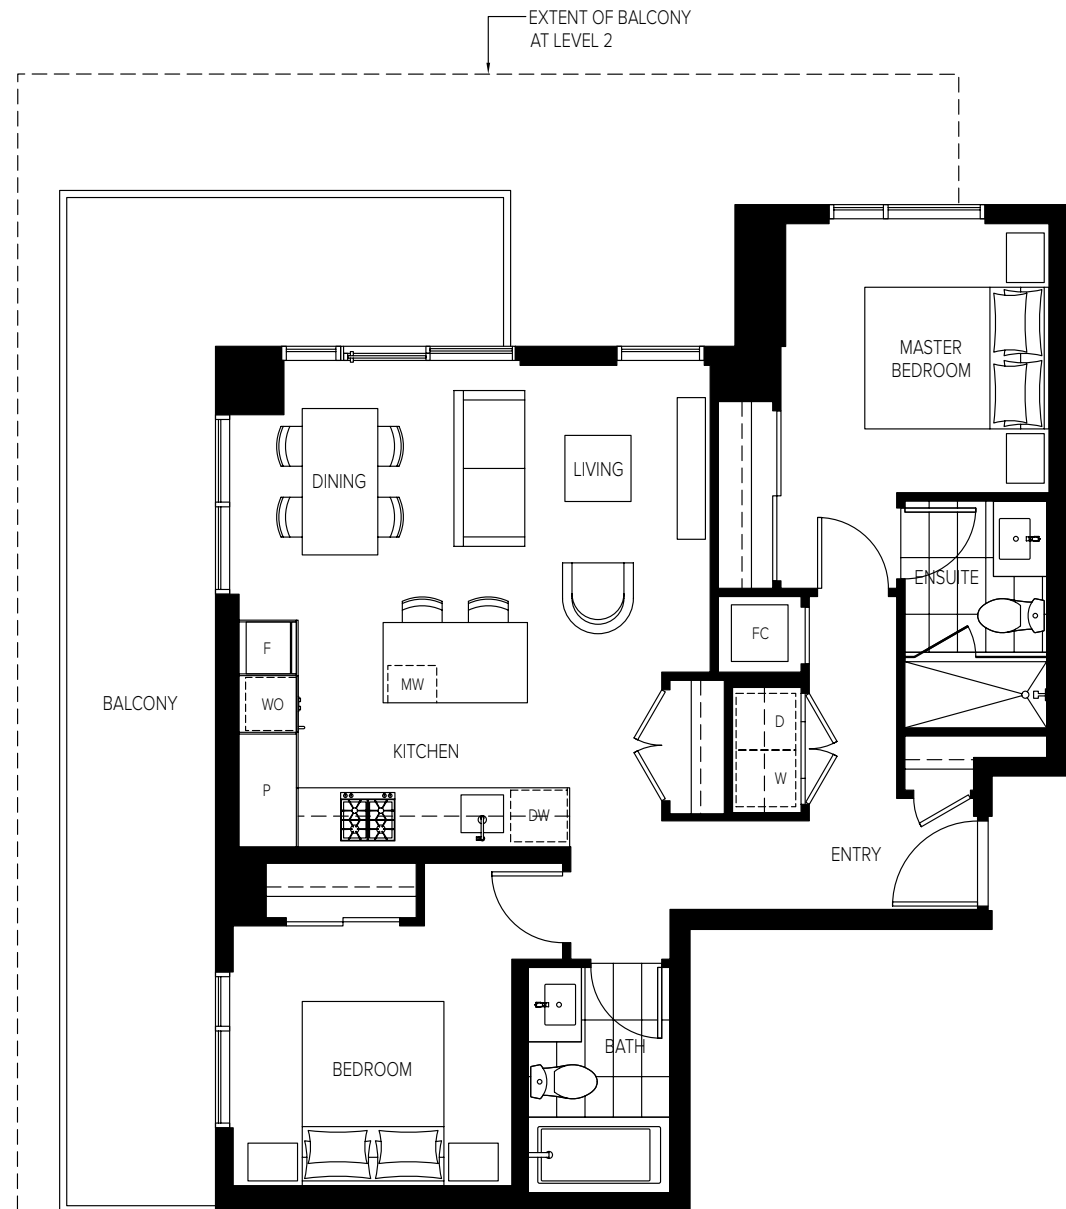 EXTENT OF BALCONY
AT LEVEL 2
MASTER
BEDROOM
LIVING
DINING
ENSUITE
FC
F
MW
WO
BALCONY
D
KITCHEN
W
P
DW
ENTRY
BATH
BEDROOM